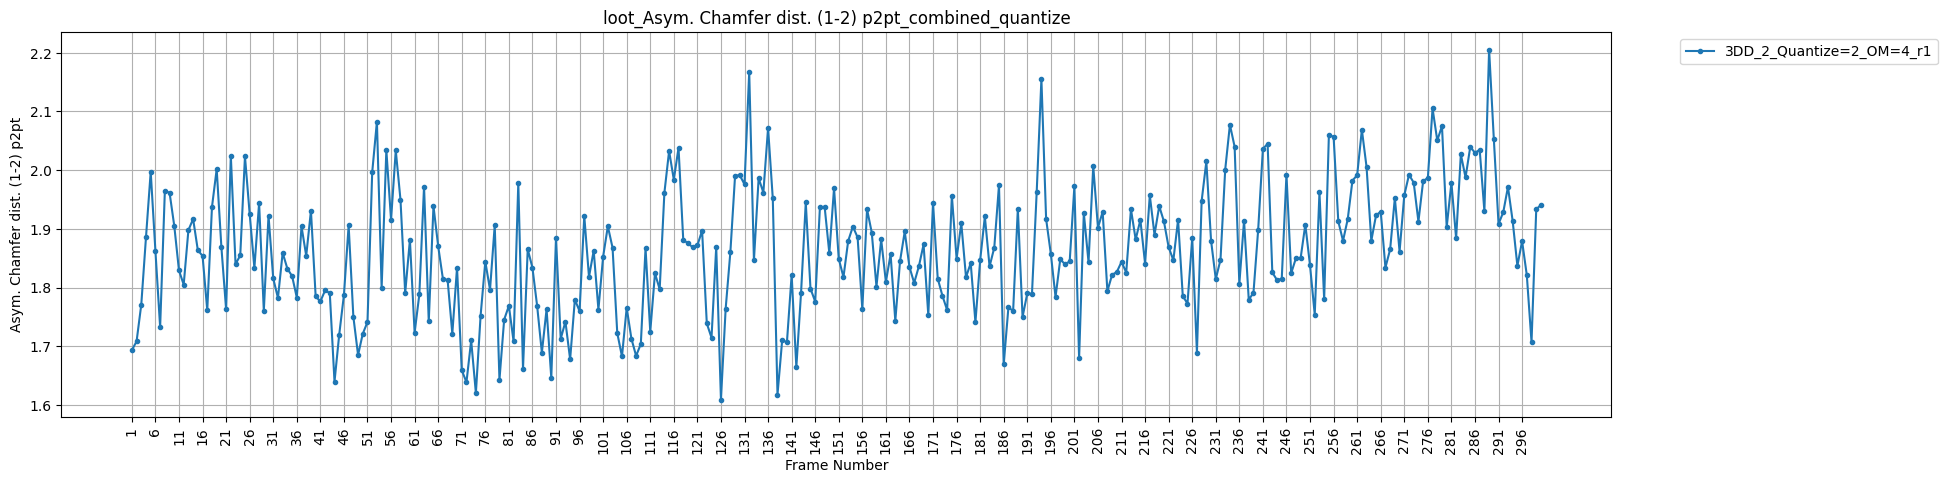 loot_Asym. Chamfer dist. (1-2) p2pt_combined_quantize
3DD_2_Quantize=2_OM=4_r1
Asym. Chamfer dist. (1-2) p2pt
2.2
2.1
2.0
1.9
1.8
1.7
1.6
1 6 11 16 21 26 31 36 41 46 51 56 61 66 71 76 81 86 91 96 101 106 111 116 121 126 131 136 141 146 151 156 161 166 171 176 181 186 191 196 201 206 211 216 221 226 231 236 241 246 251 256 261 266 271 276 281 286 291 296
Frame Number